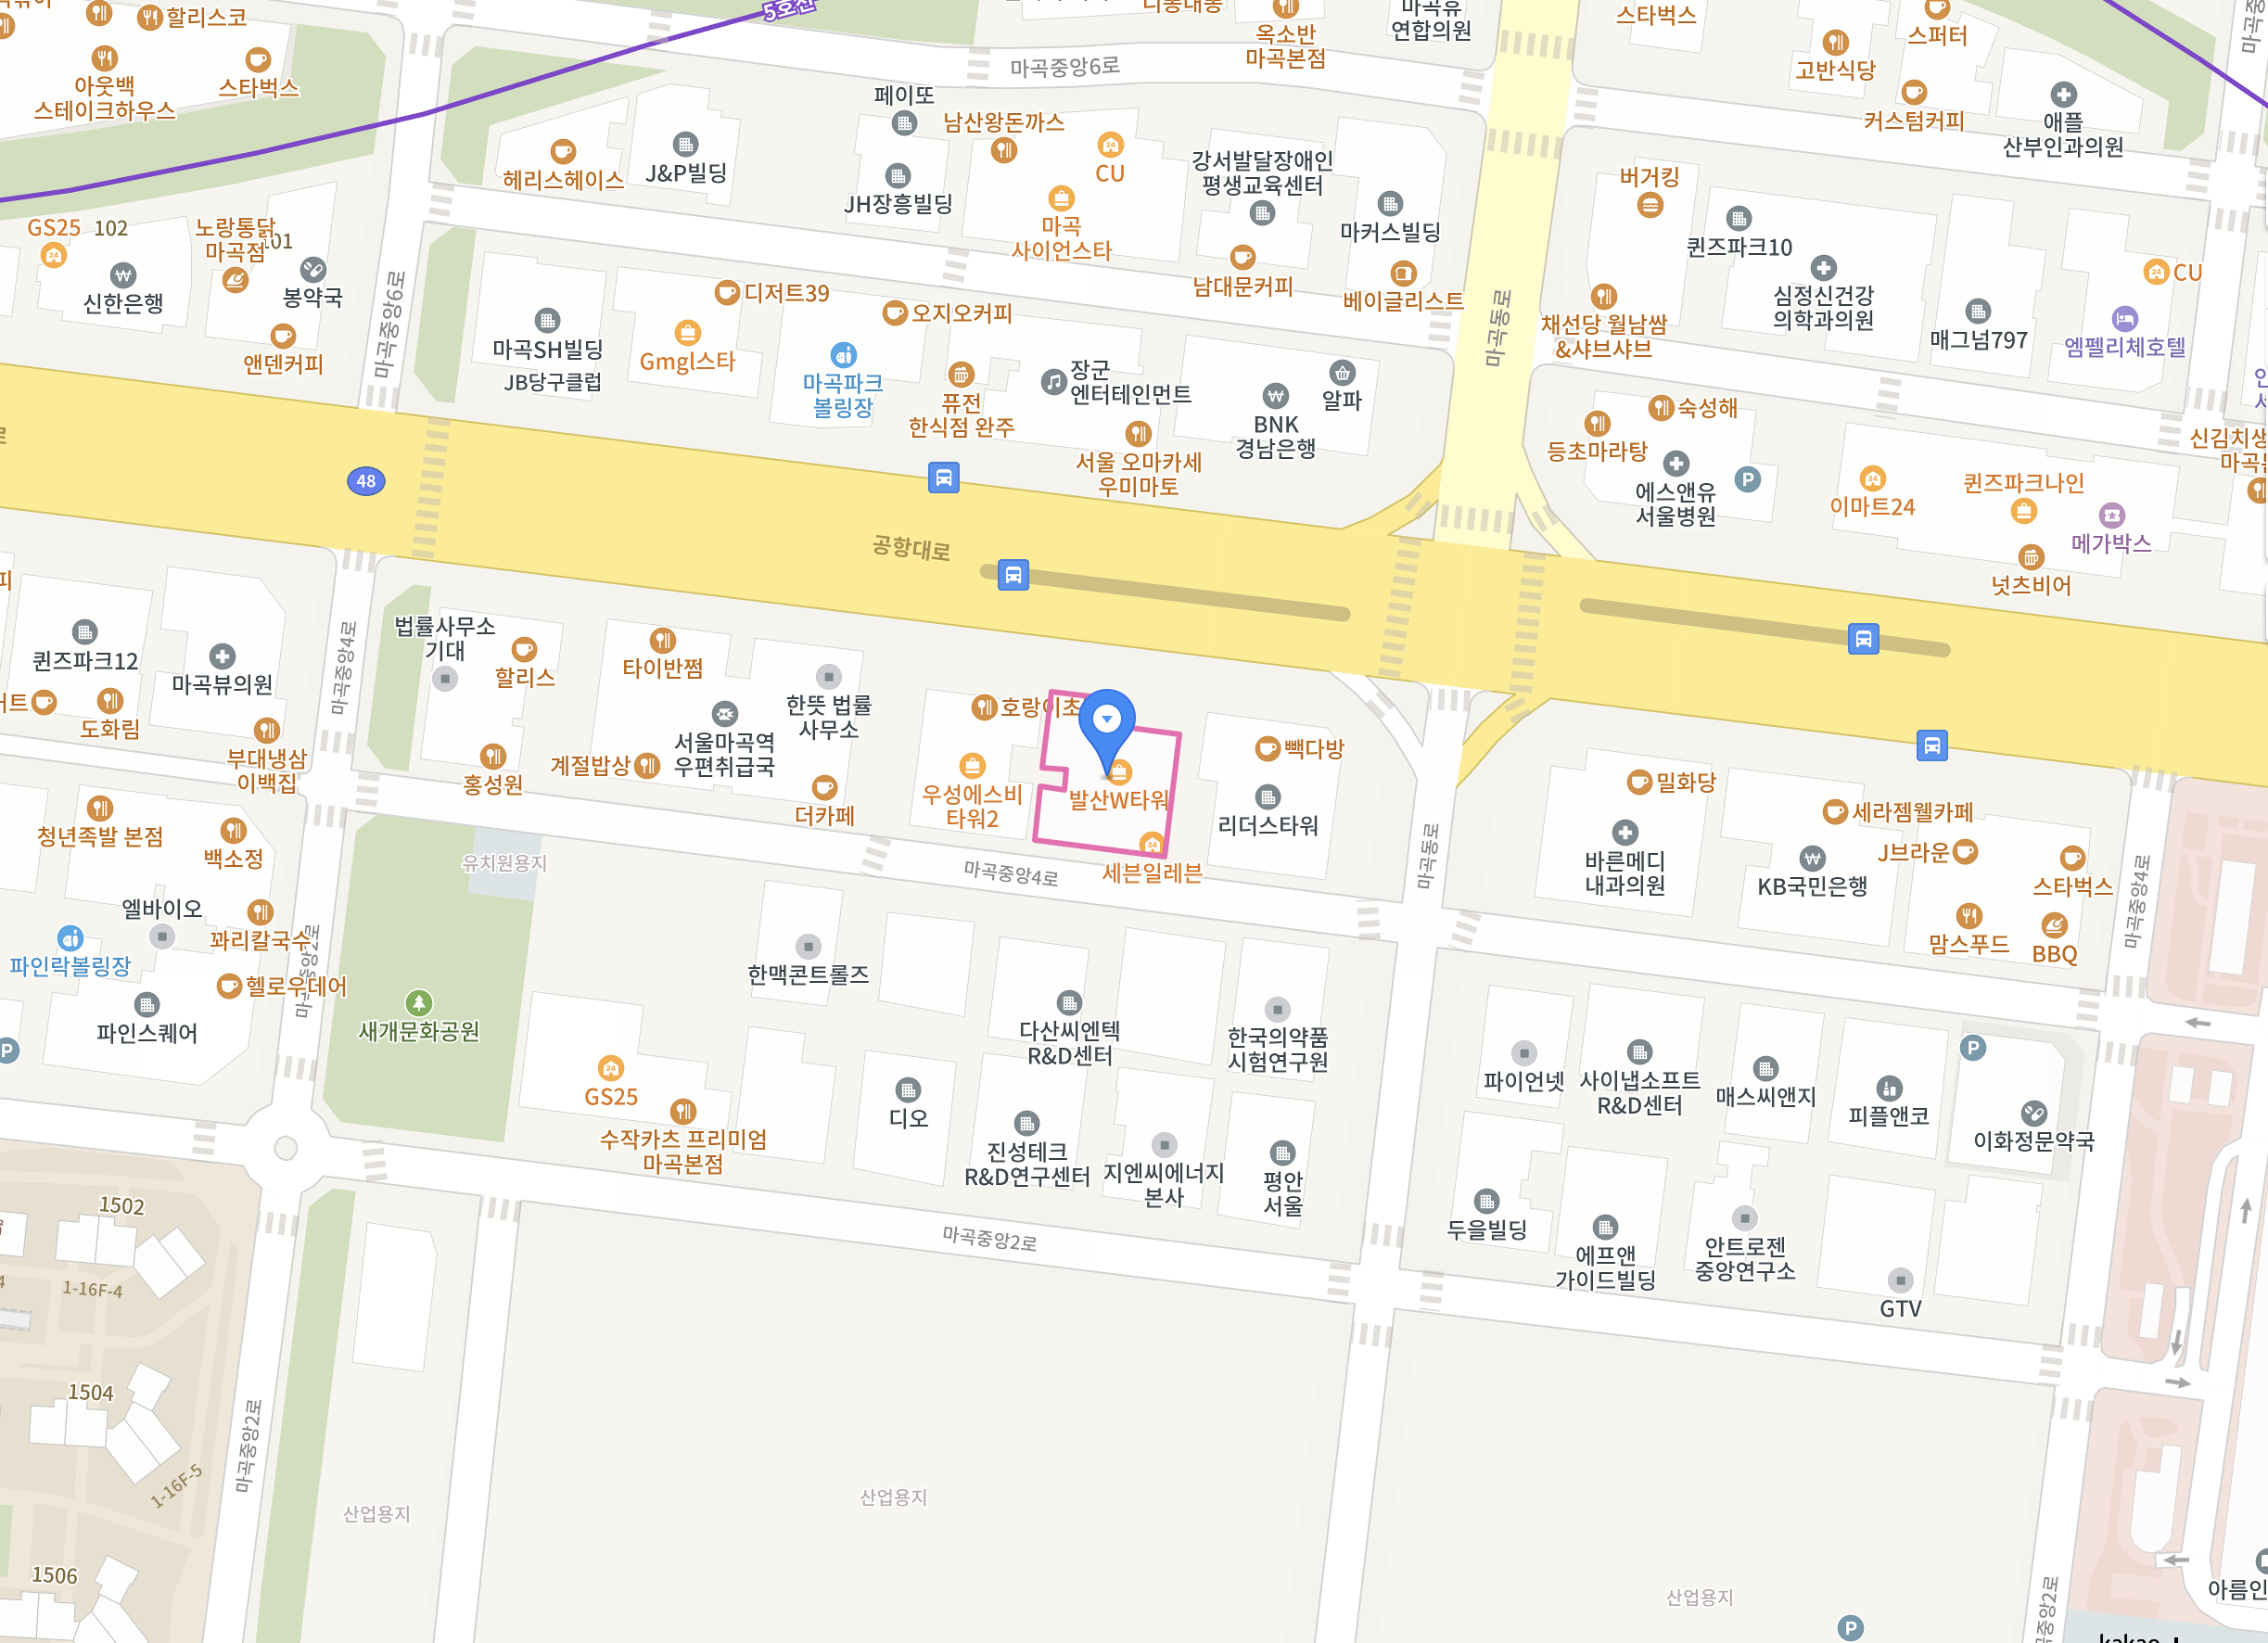 할리스코
아웃백
스테이크하우스
스타벅스
5호선
마곡중앙6로
옥소반
마곡본점
마곡유
연합의원
스타벅스
스퍼터
고반식당
커스텀커피
애플
산부인과의원
페이또
남산왕돈까스
CU
헤리스헤이스
J&P빌딩
JH장흥빌딩
마곡
사이언스타
강서발달장애인
평생교육센터
마커스빌딩
남대문커피
베이글리스트
버거킹
퀸즈파크10
심정신건강
의학과의원
CU
매그넘797
엠펠리체호텔
채선당 월남쌈
&샤브샤브
GS25
102
노랑통닭
마곡점
신한은행
봉약국
앤덴커피
마곡중앙6로
마곡SH빌딩
JB당구클럽
디저트39
Gmgl스타
오지오커피
마곡파크
볼링장
퓨전
한식점 완주
장군
엔터테인먼트
서울 오마카세
우미마토
BNK
경남은행
알파
마곡동로
숙성해
등초마라탕
에스앤유
서울병원
P
이마트24
퀸즈파크나인
메가박스
넛츠비어
48
공항대로
퀸즈파크12
마곡뷰의원
도화림
부대냉삼
이백집
마곡중앙4로
법률사무소
기대
할리스
홍성원
타이반쩜
서울마곡역
우편취급국
한뜻 법률
사무소
계절밥상
더카페
호랑이초
우성에스비
타워2
발산W타워
세븐일레븐
빽다방
리더스타워
마곡동로
밀화당
바른메디
내과의원
세라젬웰카페
J브라운
KB국민은행
스타벅스
맘스푸드
BBQ
마곡중앙4로
청년족발 본점
백소정
엘바이오
꽈리칼국수
파인락볼링장
헬로우데어
파인스퀘어
P
유치원용지
마곡중앙4로
새개문화공원
한맥콘트롤즈
다산씨엔텍
R&D센터
한국의약품
시험연구원
GS25
수작카츠 프리미엄
마곡본점
디오
진성테크
R&D연구센터
지엔씨에너지
본사
평안
서울
파이언넷
사이냅소프트
R&D센터
매스씨앤지
피플앤코
P
이화정문약국
두을빌딩
에프앤
가이드빌딩
안트로젠
중앙연구소
GTV
마곡중앙2로
1502
1-16F-4
1504
1-16F-5
1506
마곡중앙2로
산업용지
산업용지
산업용지
P